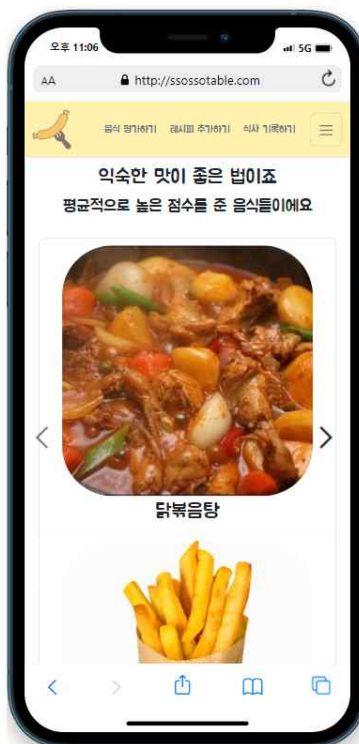 오후 11:06
5G
AA http://ssossotable.com
음식 평가하기 레시피 추가하기 식사 기록하기
익숙한 맛이 좋은 법이죠
평균적으로 높은 점수를 준 음식들이에요
닭볶음탕